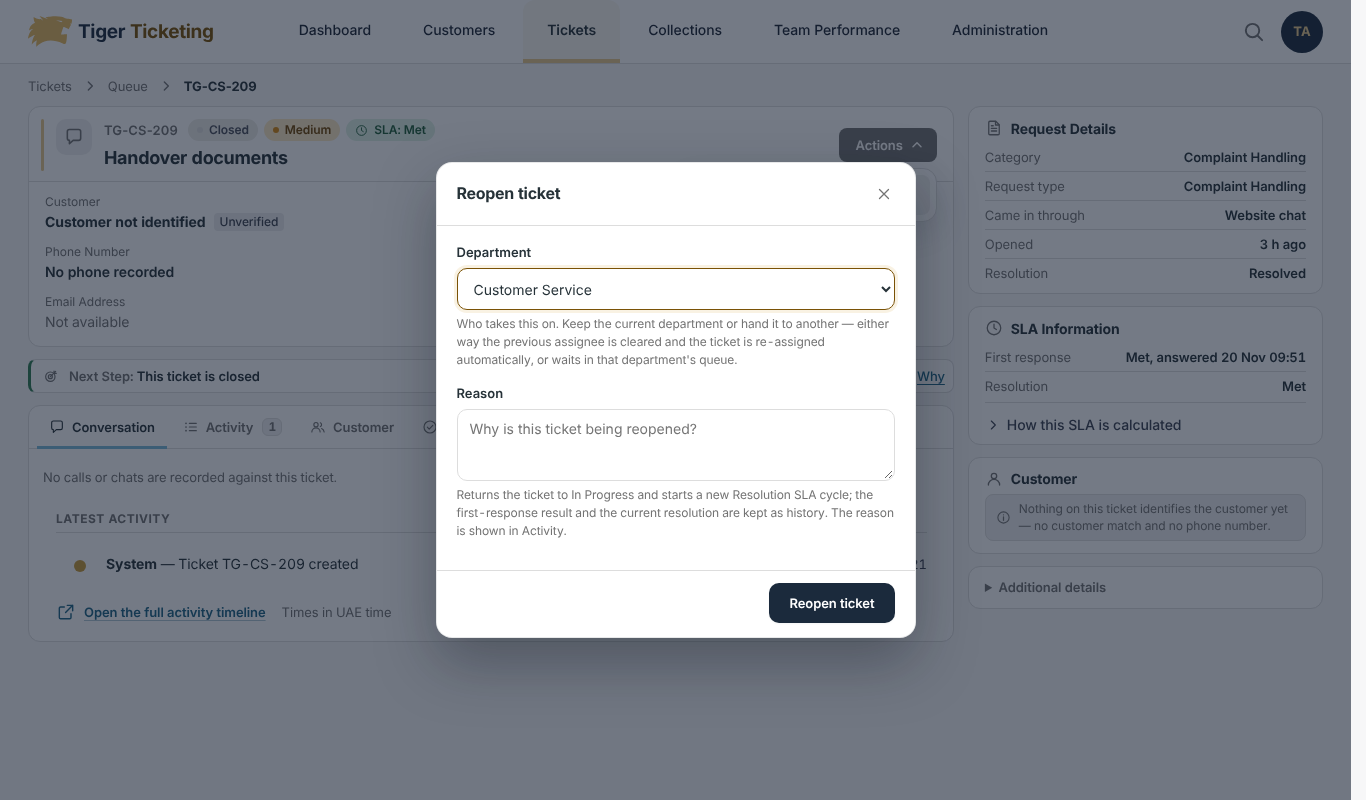 Tiger Ticketing
Dashboard
Customers
Tickets
Collections
Team Performance
Administration
TA
Tickets > Queue > TG-CS-209
TG-CS-209 Closed Medium SLA: Met
Handover documents
Actions
Customer
Customer not identified Unverified
Phone Number
No phone recorded
Email Address
Not available
Next Step: This ticket is closed
Why
Conversation
Activity 1
Customer
No calls or chats are recorded against this ticket.
LATEST ACTIVITY
System — Ticket TG-CS-209 created
Open the full activity timeline Times in UAE time
Reopen ticket
Department
Customer Service
Who takes this on. Keep the current department or hand it to another — either
way the previous assignee is cleared and the ticket is re-assigned
automatically, or waits in that department's queue.
Reason
Why is this ticket being reopened?
Returns the ticket to In Progress and starts a new Resolution SLA cycle; the
first-response result and the current resolution are kept as history. The reason
is shown in Activity.
Reopen ticket
Request Details
Category Complaint Handling
Request type Complaint Handling
Came in through Website chat
Opened 3 h ago
Resolution Resolved
SLA Information
First response Met, answered 20 Nov 09:51
Resolution Met
How this SLA is calculated
Customer
Nothing on this ticket identifies the customer yet
— no customer match and no phone number.
Additional details